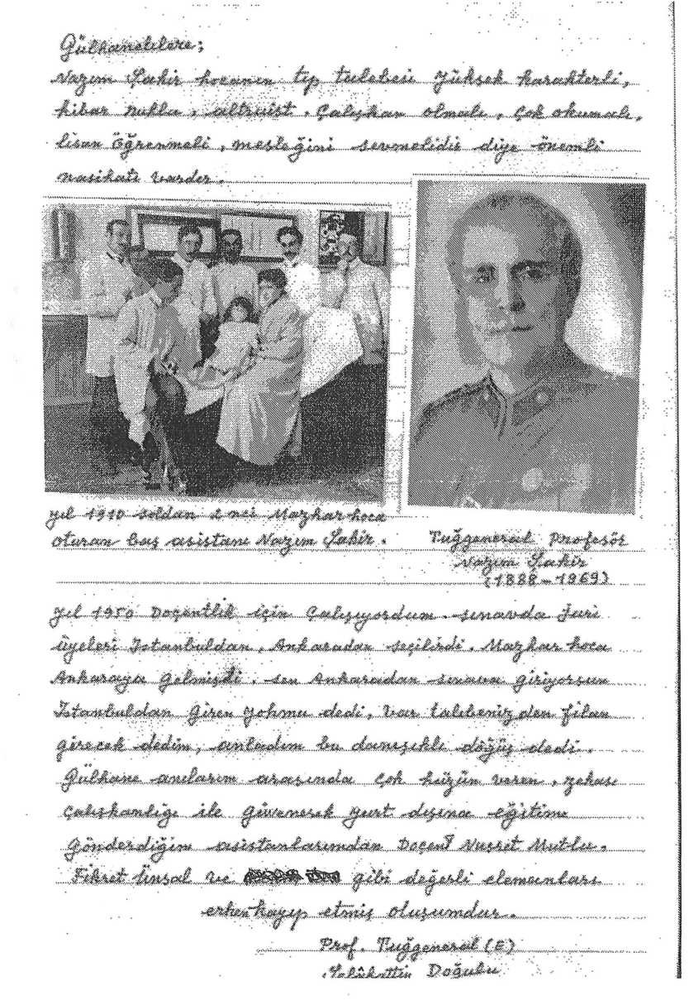 Gülhanelilere;
Nazım Şakir hocanın tıp talebesi yüksek karakterli,
kibar ruhlu, altruist, çalışkan olmalı, çok okumalı,
lisan öğrenmeli, mesleğini sevmelidir diye önemli
nasihatı vardır.
yıl 1910 soldan 2 nci Mazhar hoca
oturan baş asistanı Nazım Şakir.
Tuğgeneral Profesör
Nazım Şakir
(1888-1969)
yıl 1950 Doçentlik için çalışıyordum. sınavda Juri
üyeleri İstanbuldan, Ankaradan seçilirdi. Mazhar hoca
Ankaraya gelmişdi. sen Ankaradan sınava giriyorsun
İstanbuldan giren yokmu dedi, var talebenizden filan
girecek dedim, anladım bu danışıklı döğüş dedi.
Gülhane anılarım arasında çok hüzün veren, zekası
çalışkanlığı ile güvenerek yurt dışına eğitime
gönderdiğim asistanlarımdan Doçent Nusret Mutlu.
Fikret Ünsal ve gibi değerli elemanları
erken kayıp etmiş oluşumdur.
Prof. Tuğgeneral (E)
Selâhattin Doğulu